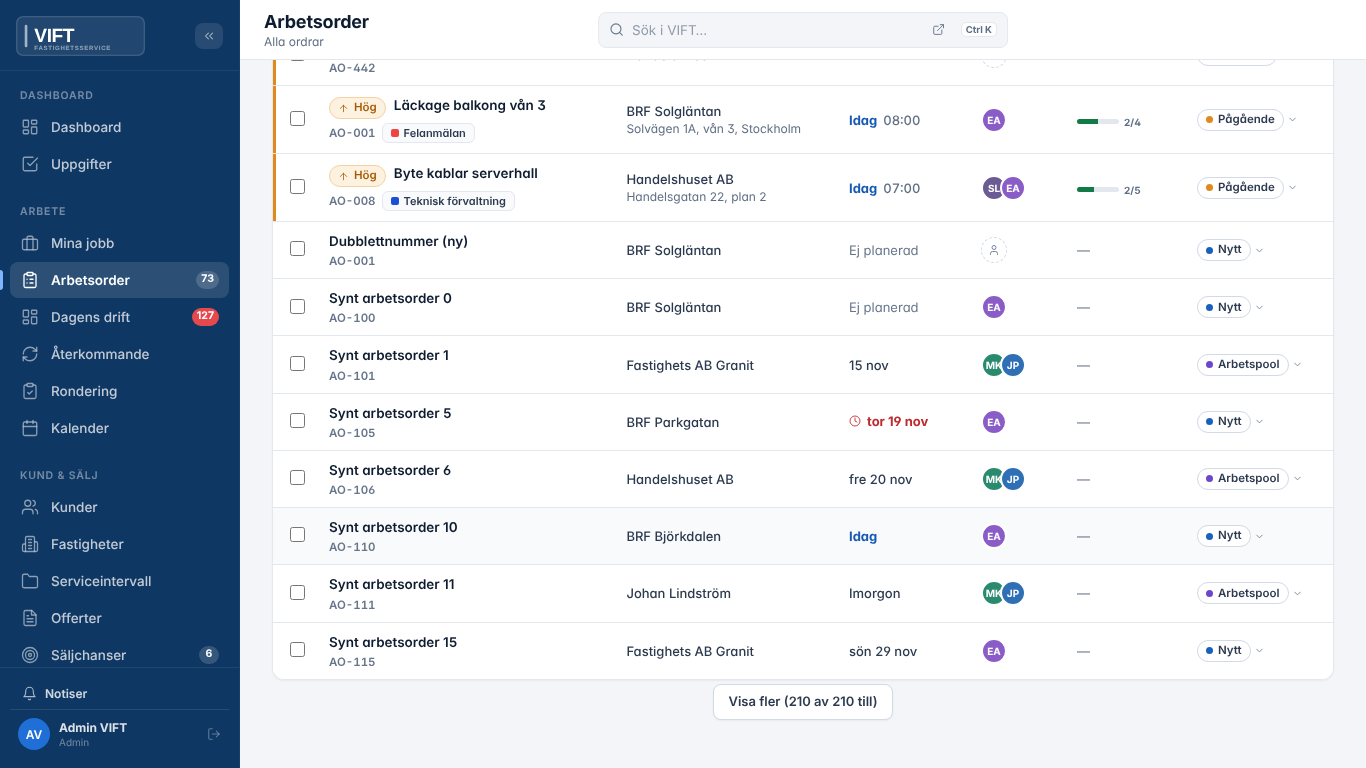 VIFT
FASTIGHETSSERVICE
Arbetsorder
Alla ordrar
Sök i VIFT...
Ctrl K
DASHBOARD
Dashboard
Uppgifter
ARBETE
Mina jobb
Arbetsorder 73
Dagens drift 127
Återkommande
Rondering
Kalender
KUND & SÄLJ
Kunder
Fastigheter
Serviceintervall
Offerter
Säljchanser 6
Notiser
AV
Admin VIFT
Admin
AO-442
Hög Läckage balkong vån 3
AO-001 Felanmälan
BRF Solgläntan
Solvägen 1A, vån 3, Stockholm
Idag 08:00
EA
2/4
Pågående
Hög Byte kablar serverhall
AO-008 Teknisk förvaltning
Handelshuset AB
Handelsgatan 22, plan 2
Idag 07:00
SL EA
2/5
Pågående
Dubblettnummer (ny)
AO-001
BRF Solgläntan
Ej planerad
—
Nytt
Synt arbetsorder 0
AO-100
BRF Solgläntan
Ej planerad
EA
—
Nytt
Synt arbetsorder 1
AO-101
Fastighets AB Granit
15 nov
MK JP
—
Arbetspool
Synt arbetsorder 5
AO-105
BRF Parkgatan
tor 19 nov
EA
—
Nytt
Synt arbetsorder 6
AO-106
Handelshuset AB
fre 20 nov
MK JP
—
Arbetspool
Synt arbetsorder 10
AO-110
BRF Björkdalen
Idag
EA
—
Nytt
Synt arbetsorder 11
AO-111
Johan Lindström
Imorgon
MK JP
—
Arbetspool
Synt arbetsorder 15
AO-115
Fastighets AB Granit
sön 29 nov
EA
—
Nytt
Visa fler (210 av 210 till)